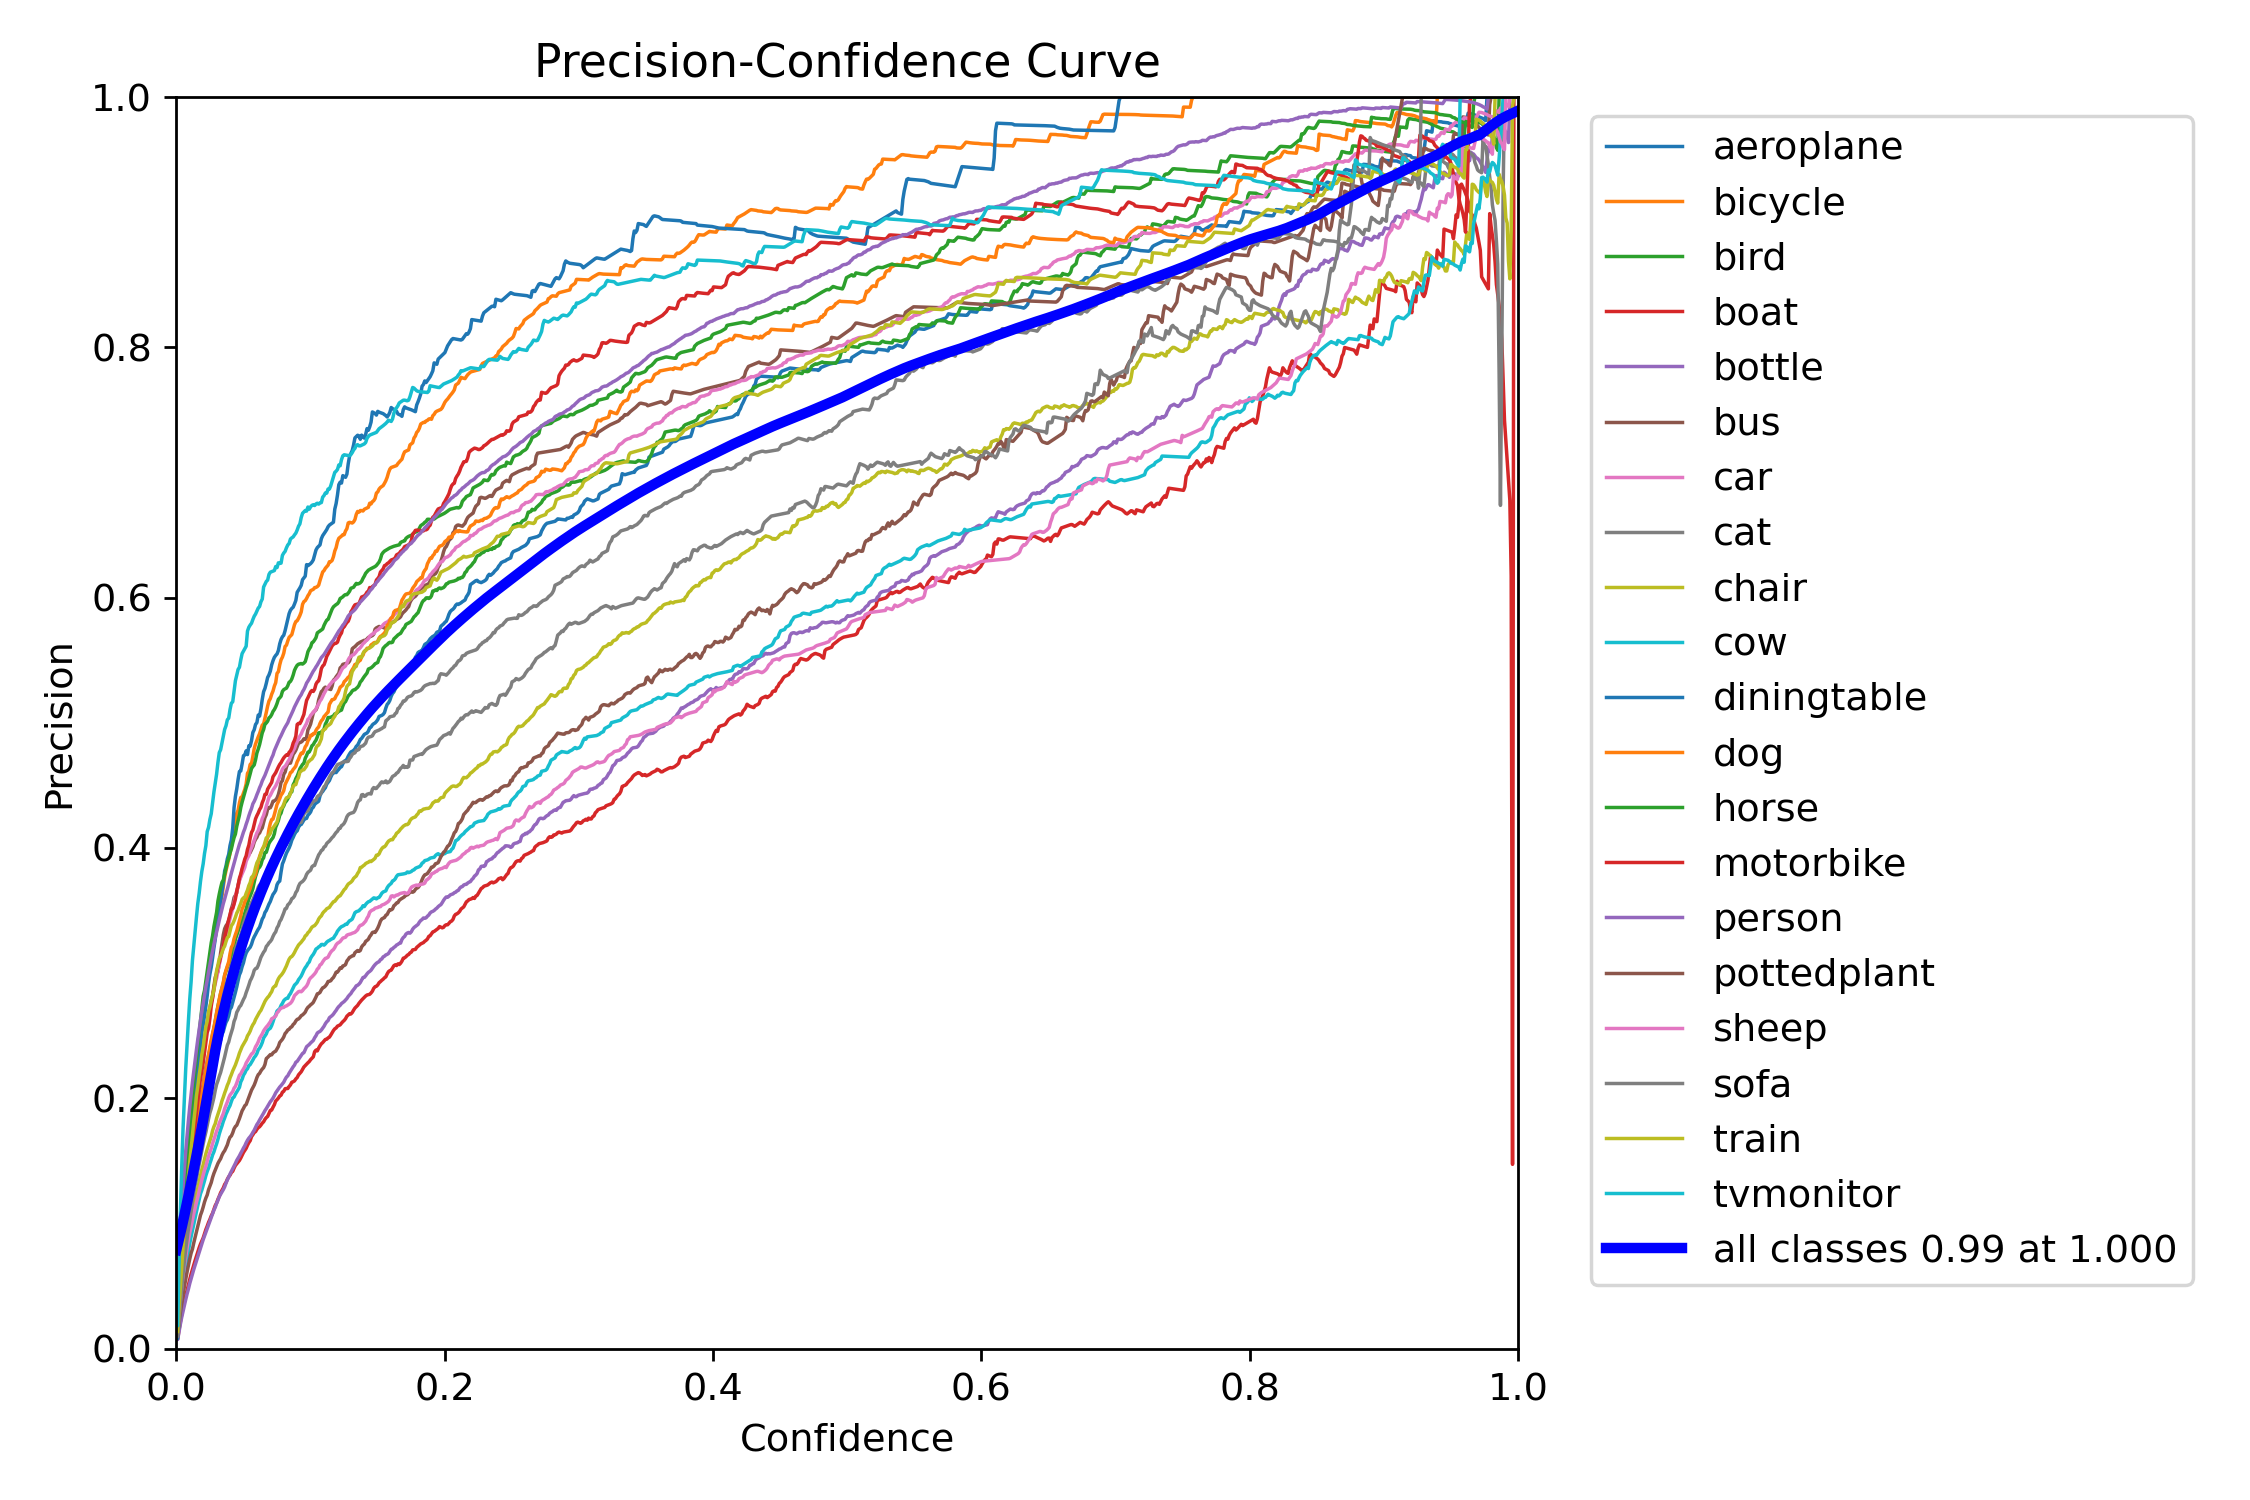 Precision-Confidence Curve
1.0
0.8
0.6
0.4
0.2
0.0
Precision
0.0 0.2 0.4 0.6 0.8 1.0
Confidence
aeroplane
bicycle
bird
boat
bottle
bus
car
cat
chair
cow
diningtable
dog
horse
motorbike
person
pottedplant
sheep
sofa
train
tvmonitor
all classes 0.99 at 1.000